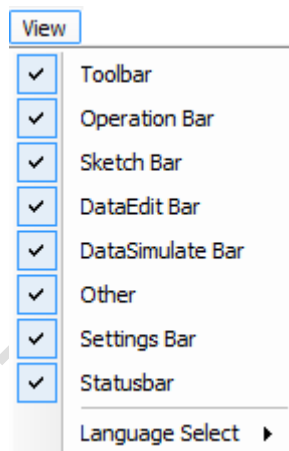 View
Toolbar
Operation Bar
Sketch Bar
DataEdit Bar
DataSimulate Bar
Other
Settings Bar
Statusbar
Language Select